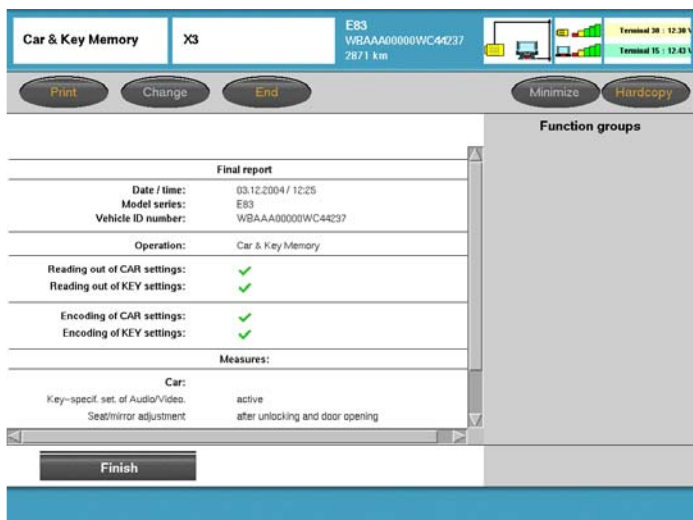 Car & Key Memory
X3
E83
WBAAA00000WC44237
2871 km
Terminal 30 : 12.30 V
Terminal 15 : 12.43 V
Print
Change
End
Minimize
Hardcopy
Function groups
Final report
Date / time: 03.12.2004 / 12:25
Model series: E83
Vehicle ID number: WBAAA00000WC44237
Operation: Car & Key Memory
Reading out of CAR settings: ✓
Reading out of KEY settings: ✓
Encoding of CAR settings: ✓
Encoding of KEY settings: ✓
Measures:
Car:
Key-specif. set. of Audio/Video. active
Seat/mirror adjustment after unlocking and door opening
Finish